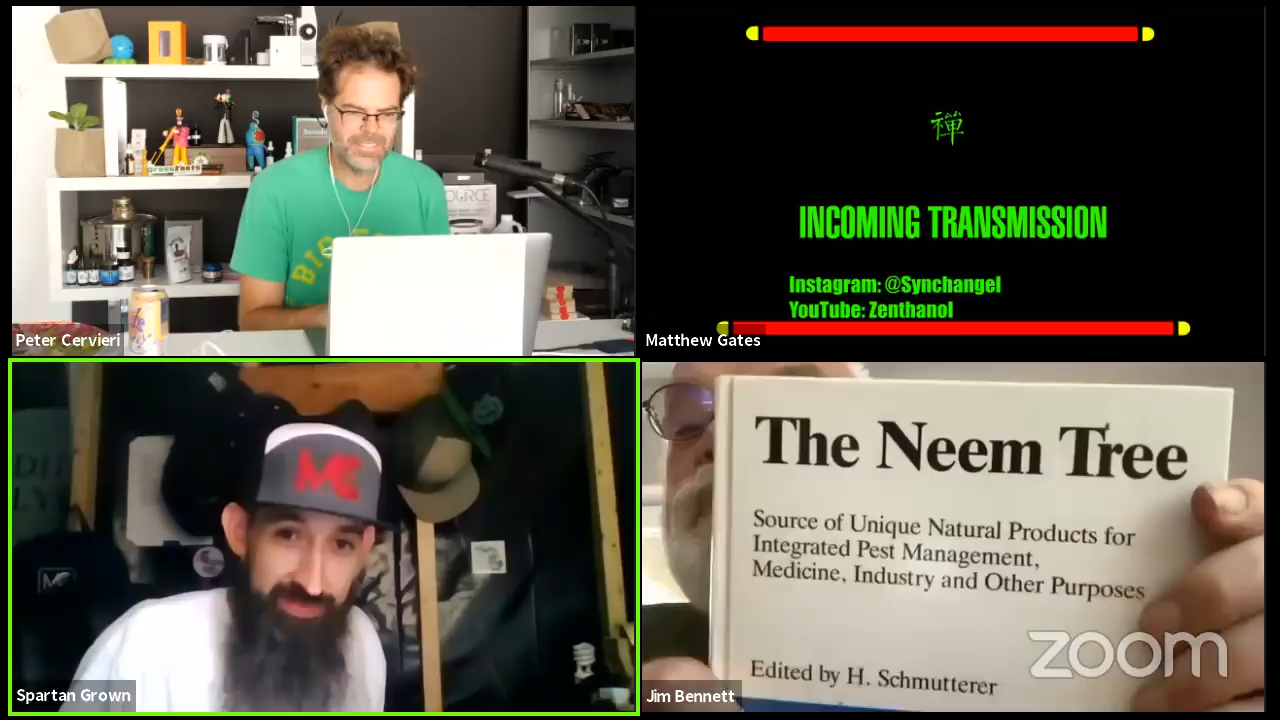 Peter Cervieri
禪
INCOMING TRANSMISSION
Instagram: @Synchangel
YouTube: Zenthanol
Matthew Gates
Spartan Grown
The Neem Tree
Source of Unique Natural Products for
Integrated Pest Management,
Medicine, Industry and Other Purposes
Edited by H. Schmutterer
zoom
Jim Bennett